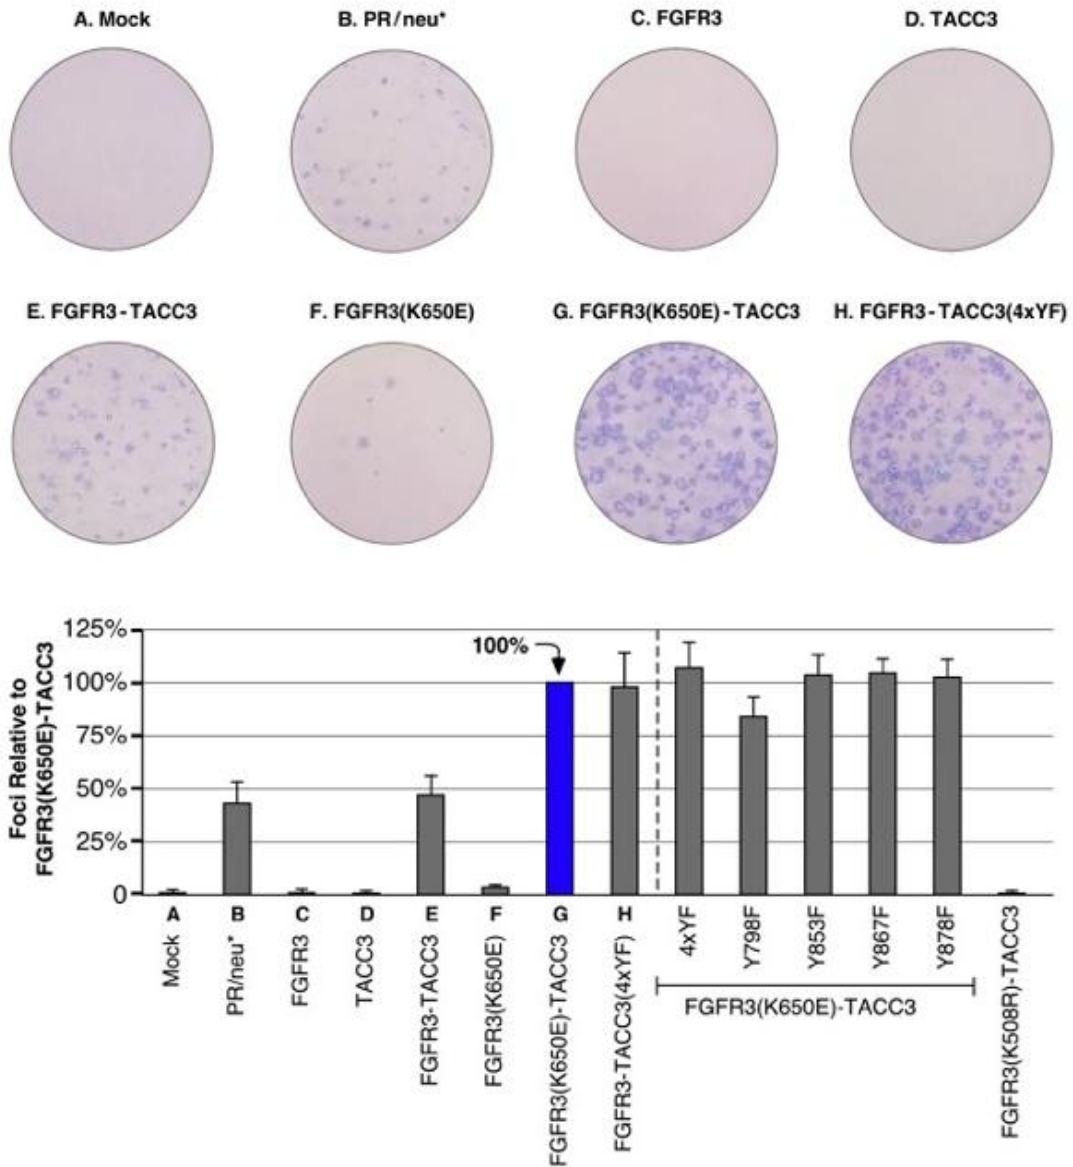 A. Mock
B. PR/neu*
C. FGFR3
D. TACC3
E. FGFR3-TACC3
F. FGFR3(K650E)
G. FGFR3(K650E)-TACC3
H. FGFR3-TACC3(4xYF)
Foci Relative to
FGFR3(K650E)-TACC3
125%
100%
75%
50%
25%
0
100%
A
B
C
D
E
F
G
H
Mock
PR/neu*
FGFR3
TACC3
FGFR3-TACC3
FGFR3(K650E)
FGFR3(K650E)-TACC3
FGFR3-TACC3(4xYF)
4xYF
Y798F
Y853F
Y867F
Y878F
FGFR3(K650E)-TACC3
FGFR3(K508R)-TACC3